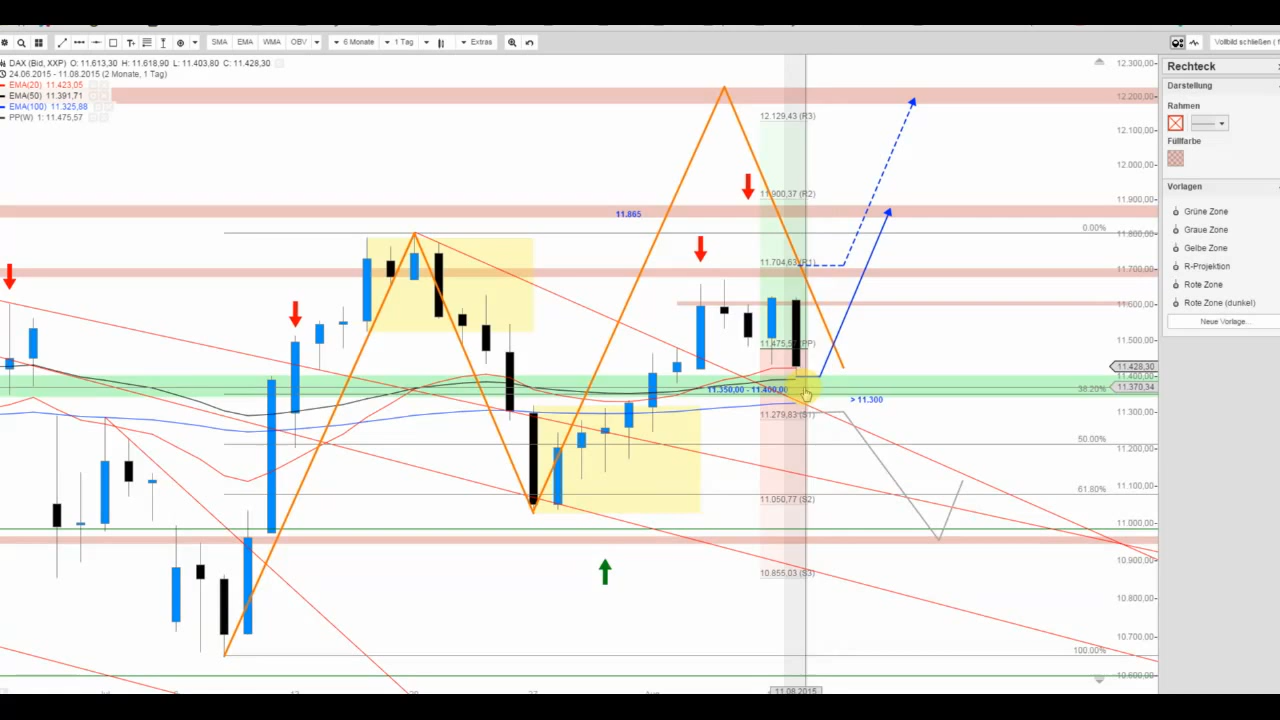 SMA EMA WMA OBV 6 Monate 1 Tag Extras Vollbild schließen (
DAX (Bid, XXP) O: 11.613,30 H: 11.618,90 L: 11.403,80 C: 11.428,30
24.06.2015 - 11.08.2015 (2 Monate, 1 Tag)
EMA(20) 11.423,05
EMA(50) 11.391,71
EMA(100) 11.325,88
PP(W) 1: 11.475,57
12.300,00
12.200,00
12.129,43 (R3)
12.100,00
12.000,00
11.900,37 (R2)
11.900,00
11.865
11.800,00
0.00%
11.704,63 (R1)
11.700,00
11.600,00
11.500,00
11.475,57 (PP)
11.428,30
11.400,00
11.350,00 - 11.400,00
38.20%
11.370,34
> 11.300
11.300,00
11.279,83 (S1)
50.00%
11.200,00
61.80%
11.100,00
11.050,77 (S2)
11.000,00
10.900,00
10.855,03 (S3)
10.800,00
10.700,00
100.00%
10.600,00
11.08.2015
Rechteck
Darstellung
Rahmen
Füllfarbe
Vorlagen
Grüne Zone
Graue Zone
Gelbe Zone
R-Projektion
Rote Zone
Rote Zone (dunkel)
Neue Vorlage...